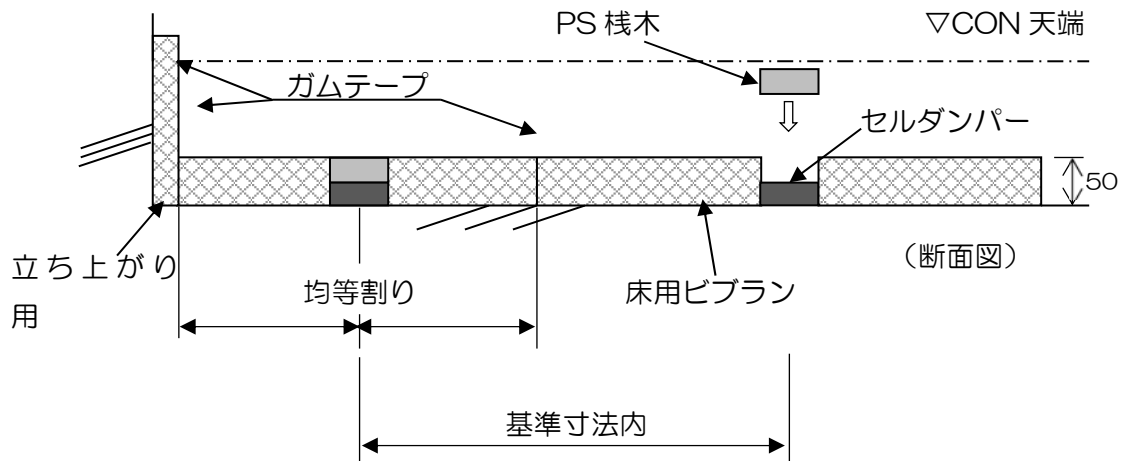 PS 桟木
▽CON 天端
ガムテープ
セルダンパー
50
立ち上がり
用
均等割り
床用ビブラン
（断面図）
基準寸法内